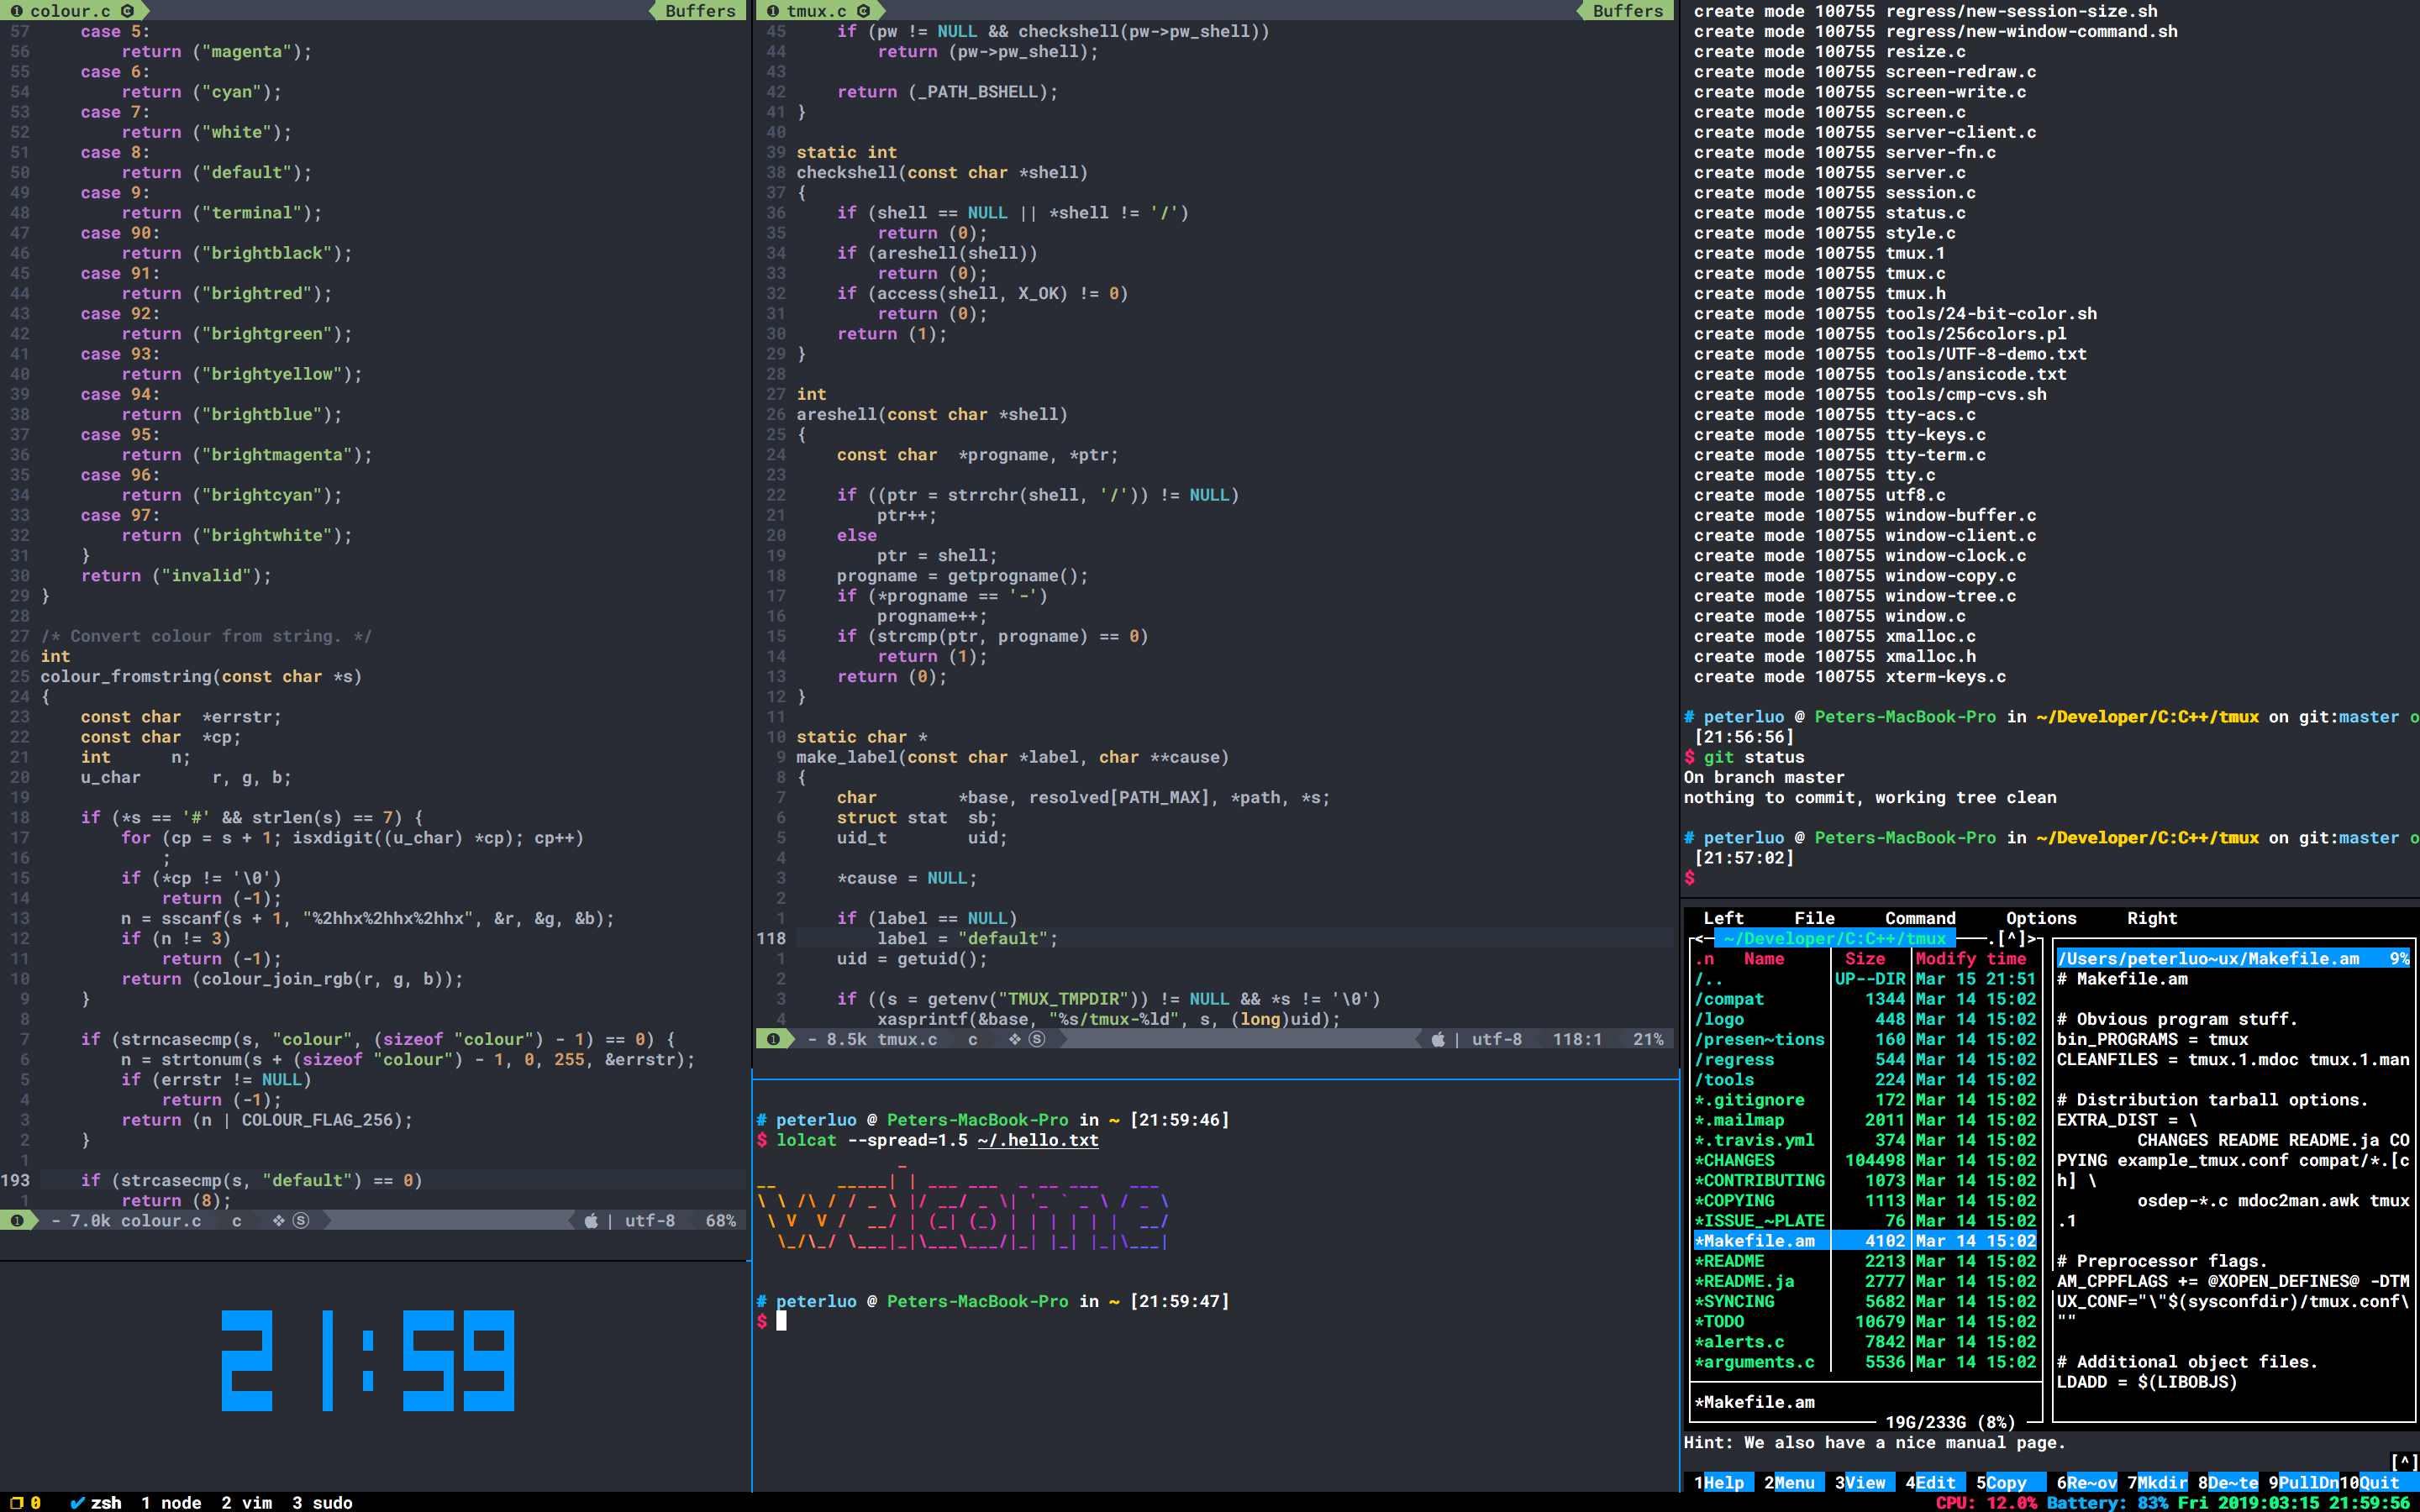 ❶ colour.c Buffers
57 case 5:
56 return ("magenta");
55 case 6:
54 return ("cyan");
53 case 7:
52 return ("white");
51 case 8:
50 return ("default");
49 case 9:
48 return ("terminal");
47 case 90:
46 return ("brightblack");
45 case 91:
44 return ("brightred");
43 case 92:
42 return ("brightgreen");
41 case 93:
40 return ("brightyellow");
39 case 94:
38 return ("brightblue");
37 case 95:
36 return ("brightmagenta");
35 case 96:
34 return ("brightcyan");
33 case 97:
32 return ("brightwhite");
31 }
30 return ("invalid");
29 }
28
27 /* Convert colour from string. */
26 int
25 colour_fromstring(const char *s)
24 {
23 const char *errstr;
22 const char *cp;
21 int n;
20 u_char r, g, b;
19
18 if (*s == '#' && strlen(s) == 7) {
17 for (cp = s + 1; isxdigit((u_char) *cp); cp++)
16 ;
15 if (*cp != '\0')
14 return (-1);
13 n = sscanf(s + 1, "%2hhx%2hhx%2hhx", &r, &g, &b);
12 if (n != 3)
11 return (-1);
10 return (colour_join_rgb(r, g, b));
9 }
8
7 if (strncasecmp(s, "colour", (sizeof "colour") - 1) == 0) {
6 n = strtonum(s + (sizeof "colour") - 1, 0, 255, &errstr);
5 if (errstr != NULL)
4 return (-1);
3 return (n | COLOUR_FLAG_256);
2 }
1
193 if (strcasecmp(s, "default") == 0)
1 return (8);
❶ - 7.0k colour.c c ❖ Ⓢ | utf-8 68%
21:59
❶ tmux.c Buffers
45 if (pw != NULL && checkshell(pw->pw_shell))
44 return (pw->pw_shell);
43
42 return (_PATH_BSHELL);
41 }
40
39 static int
38 checkshell(const char *shell)
37 {
36 if (shell == NULL || *shell != '/')
35 return (0);
34 if (areshell(shell))
33 return (0);
32 if (access(shell, X_OK) != 0)
31 return (0);
30 return (1);
29 }
28
27 int
26 areshell(const char *shell)
25 {
24 const char *progname, *ptr;
23
22 if ((ptr = strrchr(shell, '/')) != NULL)
21 ptr++;
20 else
19 ptr = shell;
18 progname = getprogname();
17 if (*progname == '-')
16 progname++;
15 if (strcmp(ptr, progname) == 0)
14 return (1);
13 return (0);
12 }
11
10 static char *
9 make_label(const char *label, char **cause)
8 {
7 char *base, resolved[PATH_MAX], *path, *s;
6 struct stat sb;
5 uid_t uid;
4
3 *cause = NULL;
2
1 if (label == NULL)
118 label = "default";
1 uid = getuid();
2
3 if ((s = getenv("TMUX_TMPDIR")) != NULL && *s != '\0')
4 xasprintf(&base, "%s/tmux-%ld", s, (long)uid);
❶ - 8.5k tmux.c c ❖ Ⓢ | utf-8 118:1 21%
# peterluo @ Peters-MacBook-Pro in ~ [21:59:46]
$ lolcat --spread=1.5 ~/.hello.txt
welcome
# peterluo @ Peters-MacBook-Pro in ~ [21:59:47]
$
create mode 100755 regress/new-session-size.sh
create mode 100755 regress/new-window-command.sh
create mode 100755 resize.c
create mode 100755 screen-redraw.c
create mode 100755 screen-write.c
create mode 100755 screen.c
create mode 100755 server-client.c
create mode 100755 server-fn.c
create mode 100755 server.c
create mode 100755 session.c
create mode 100755 status.c
create mode 100755 style.c
create mode 100755 tmux.1
create mode 100755 tmux.c
create mode 100755 tmux.h
create mode 100755 tools/24-bit-color.sh
create mode 100755 tools/256colors.pl
create mode 100755 tools/UTF-8-demo.txt
create mode 100755 tools/ansicode.txt
create mode 100755 tools/cmp-cvs.sh
create mode 100755 tty-acs.c
create mode 100755 tty-keys.c
create mode 100755 tty-term.c
create mode 100755 tty.c
create mode 100755 utf8.c
create mode 100755 window-buffer.c
create mode 100755 window-client.c
create mode 100755 window-clock.c
create mode 100755 window-copy.c
create mode 100755 window-tree.c
create mode 100755 window.c
create mode 100755 xmalloc.c
create mode 100755 xmalloc.h
create mode 100755 xterm-keys.c
# peterluo @ Peters-MacBook-Pro in ~/Developer/C:C++/tmux on git:master o
[21:56:56]
$ git status
On branch master
nothing to commit, working tree clean
# peterluo @ Peters-MacBook-Pro in ~/Developer/C:C++/tmux on git:master o
[21:57:02]
$
Left File Command Options Right
<- ~/Developer/C:C++/tmux .[^]>
.n Name Size Modify time
/.. UP--DIR Mar 15 21:51
/compat 1344 Mar 14 15:02
/logo 448 Mar 14 15:02
/presen~tions 160 Mar 14 15:02
/regress 544 Mar 14 15:02
/tools 224 Mar 14 15:02
*.gitignore 172 Mar 14 15:02
*.mailmap 2011 Mar 14 15:02
*.travis.yml 374 Mar 14 15:02
*CHANGES 104498 Mar 14 15:02
*CONTRIBUTING 1073 Mar 14 15:02
*COPYING 1113 Mar 14 15:02
*ISSUE_~PLATE 76 Mar 14 15:02
*Makefile.am 4102 Mar 14 15:02
*README 2213 Mar 14 15:02
*README.ja 2777 Mar 14 15:02
*SYNCING 5682 Mar 14 15:02
*TODO 10679 Mar 14 15:02
*alerts.c 7842 Mar 14 15:02
*arguments.c 5536 Mar 14 15:02
*Makefile.am
19G/233G (8%)
/Users/peterluo~ux/Makefile.am 9%
# Makefile.am
# Obvious program stuff.
bin_PROGRAMS = tmux
CLEANFILES = tmux.1.mdoc tmux.1.man
# Distribution tarball options.
EXTRA_DIST = \
CHANGES README README.ja CO
PYING example_tmux.conf compat/*.[c
h] \
osdep-*.c mdoc2man.awk tmux
.1
# Preprocessor flags.
AM_CPPFLAGS += @XOPEN_DEFINES@ -DTM
UX_CONF="\"$(sysconfdir)/tmux.conf\
""
# Additional object files.
LDADD = $(LIBOBJS)
Hint: We also have a nice manual page.
[^]
1Help 2Menu 3View 4Edit 5Copy 6Re~ov 7Mkdir 8De~te 9PullDn 10Quit
0 ✔ zsh 1 node 2 vim 3 sudo
CPU: 12.0% Battery: 83% Fri 2019:03:15 21:59:56